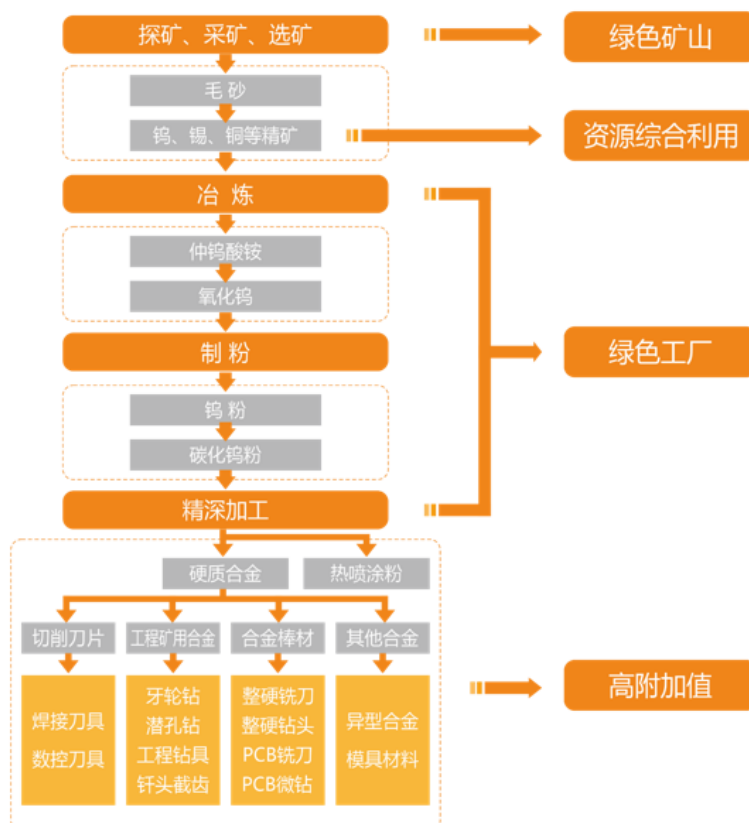 探矿、采矿、选矿
绿色矿山
毛砂
钨、锡、铜等精矿
资源综合利用
冶 炼
仲钨酸铵
氧化钨
制 粉
绿色工厂
钨 粉
碳化钨粉
精深加工
硬质合金
热喷涂粉
切削刀片
工程矿用合金
合金棒材
其他合金
高附加值
焊接刀具
数控刀具
牙轮钻
潜孔钻
工程钻具
钎头截齿
整硬铣刀
整硬钻头
PCB铣刀
PCB微钻
异型合金
模具材料